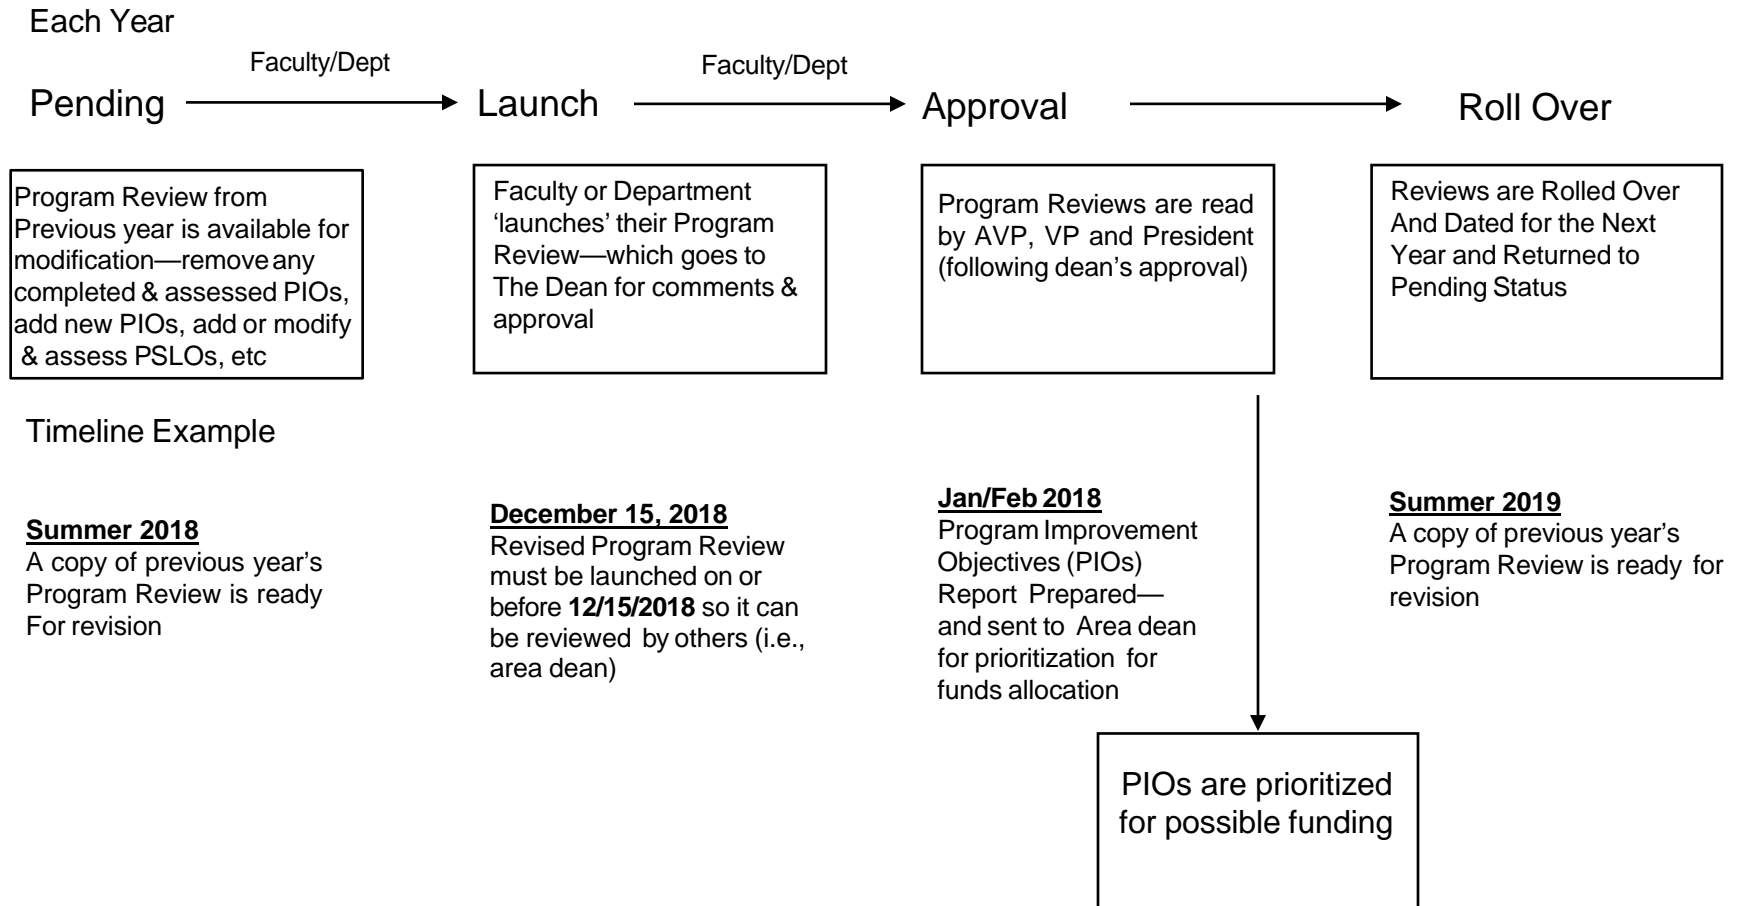 Each Year
Faculty/Dept
Faculty/Dept
Pending
Launch
Approval
Roll Over
Program Review from
Previous year is available for
modification—remove any
completed & assessed PIOs,
add new PIOs, add or modify
& assess PSLOs, etc
Faculty or Department
‘launches’ their Program
Review—which goes to
The Dean for comments &
approval
Program Reviews are read
by AVP, VP and President
(following dean’s approval)
Reviews are Rolled Over
And Dated for the Next
Year and Returned to
Pending Status
Timeline Example
Summer 2018
A copy of previous year’s
Program Review is ready
For revision
December 15, 2018
Revised Program Review
must be launched on or
before 12/15/2018 so it can
be reviewed by others (i.e.,
area dean)
Jan/Feb 2018
Program Improvement
Objectives (PIOs)
Report Prepared—
and sent to Area dean
for prioritization for
funds allocation
Summer 2019
A copy of previous year’s
Program Review is ready for
revision
PIOs are prioritized
for possible funding